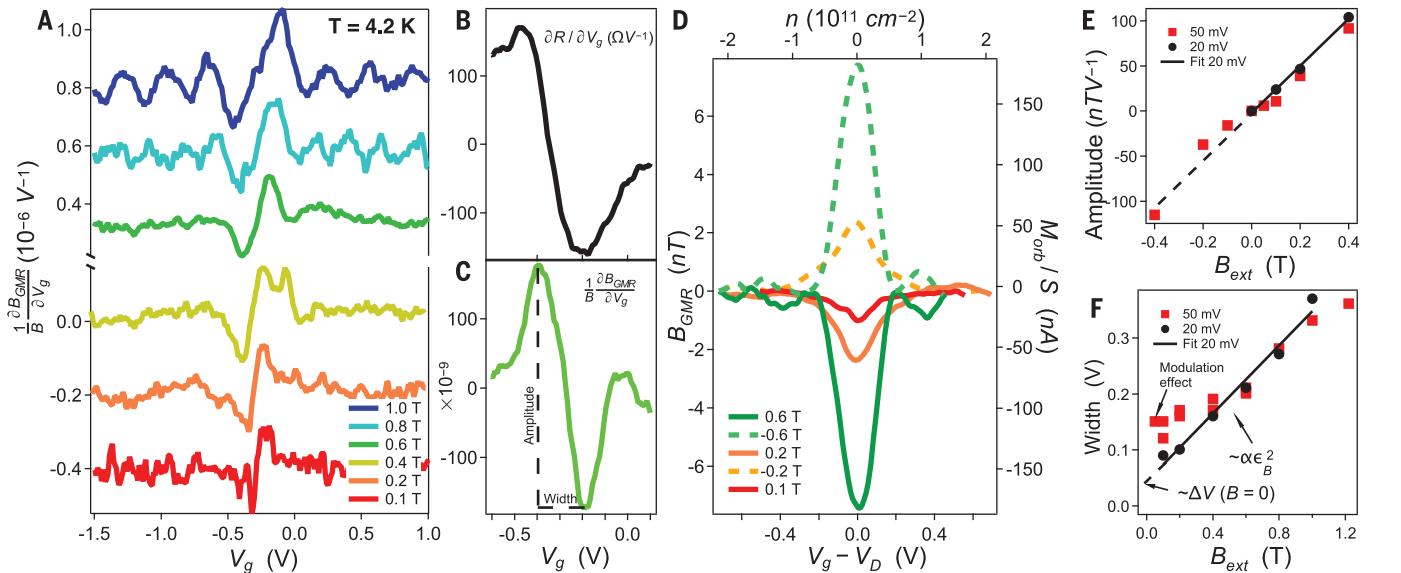 A
T = 4.2 K
1.0
0.8
0.6
0.4
0.0
-0.2
-0.4
1/B ∂B_GMR/∂V_g (10⁻⁶ V⁻¹)
1.0 T
0.8 T
0.6 T
0.4 T
0.2 T
0.1 T
-1.5
-1.0
-0.5
0.0
0.5
1.0
V_g (V)
B
∂R / ∂V_g (ΩV⁻¹)
100
0
-100
C
1/B ∂B_GMR/∂V_g
100
0
-100
×10⁻⁹
Amplitude
Width
-0.5
0.0
V_g (V)
D
n (10¹¹ cm⁻²)
-2
-1
0
1
2
6
4
2
0
-2
-4
-6
B_GMR (nT)
150
100
50
0
-50
-100
-150
M_orb / S (nA)
0.6 T
-0.6 T
0.2 T
-0.2 T
0.1 T
-0.4
0.0
0.4
V_g – V_D (V)
E
50 mV
20 mV
Fit 20 mV
100
50
0
-50
-100
Amplitude (nTV⁻¹)
-0.4
-0.2
0.0
0.2
0.4
B_ext (T)
F
50 mV
20 mV
Fit 20 mV
Modulation
effect
~αϵ_B²
~ΔV (B = 0)
0.3
0.2
0.1
0.0
Width (V)
0.0
0.4
0.8
1.2
B_ext (T)